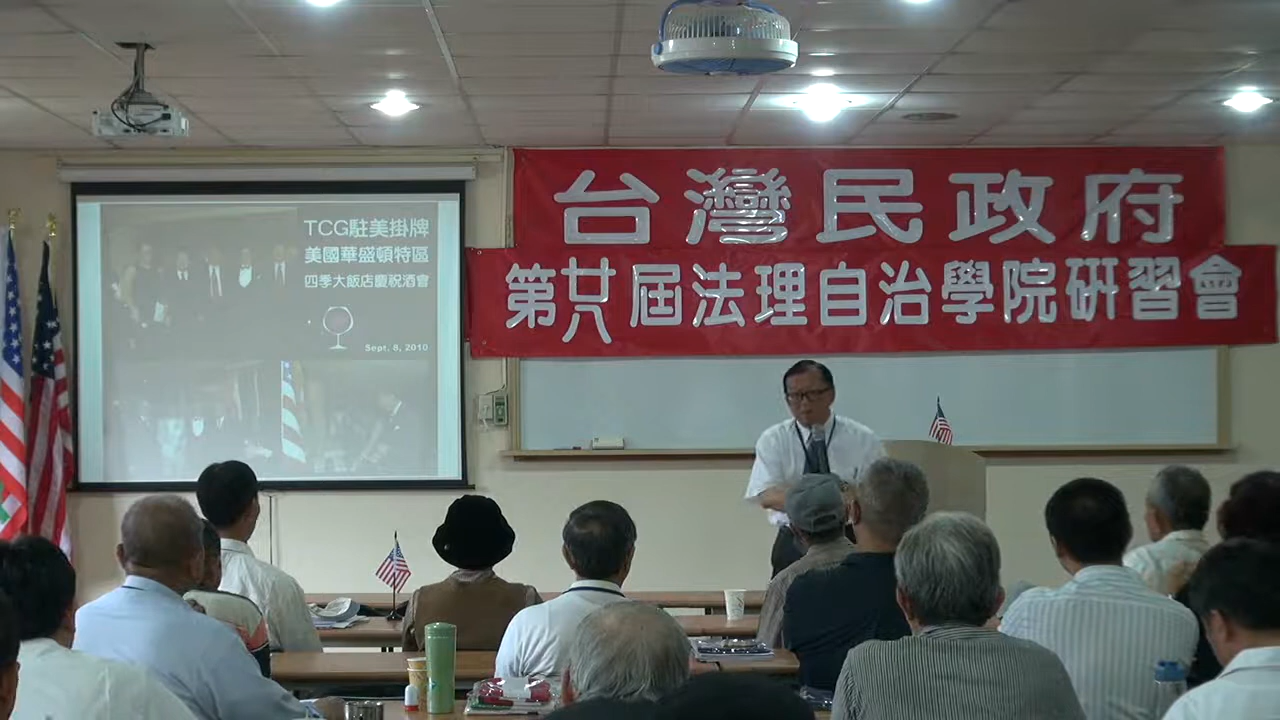 TCG駐美掛牌
美國華盛頓特區
四季大飯店慶祝酒會
Sept. 8, 2010
台灣民政府
第廿八屆法理自治學院研習會